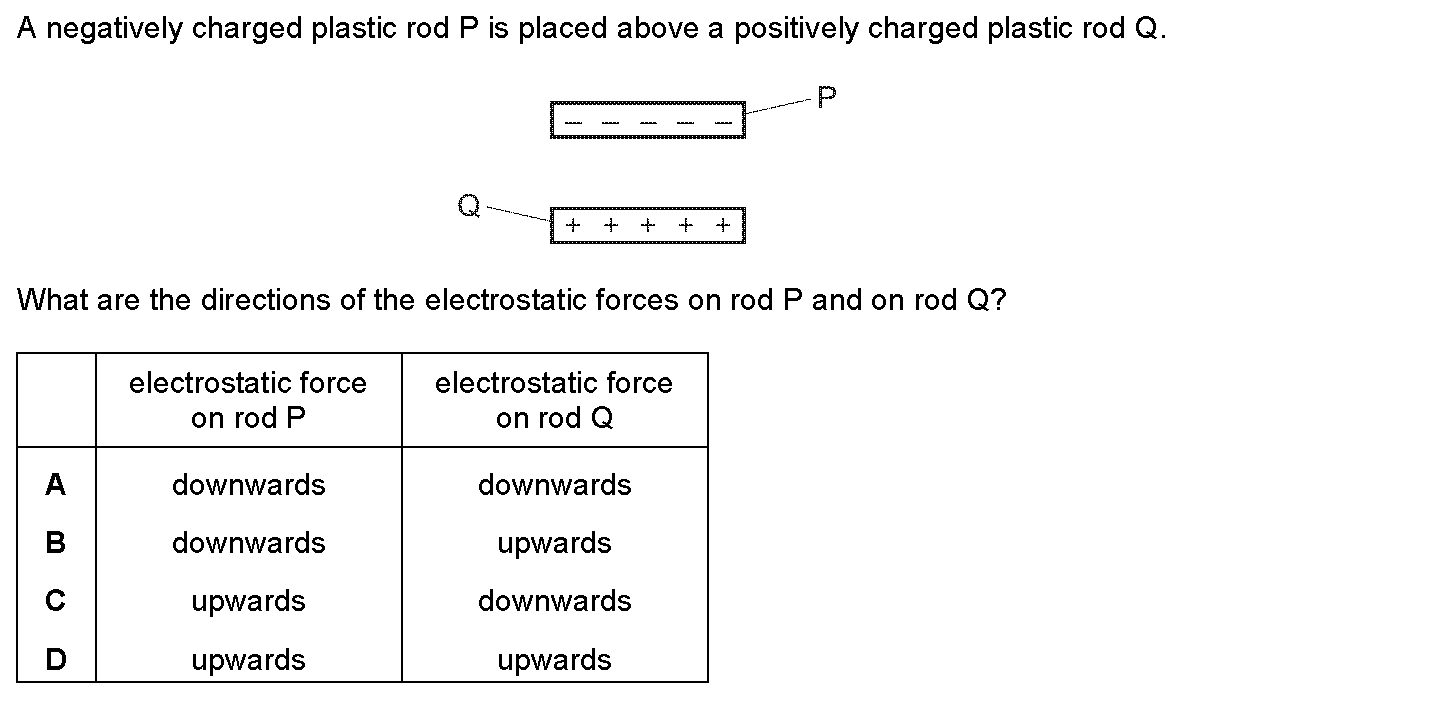 A negatively charged plastic rod P is placed above a positively charged plastic rod Q.
P
– – – – –
Q
+ + + + +
What are the directions of the electrostatic forces on rod P and on rod Q?
electrostatic force on rod P electrostatic force on rod Q
A downwards downwards
B downwards upwards
C upwards downwards
D upwards upwards